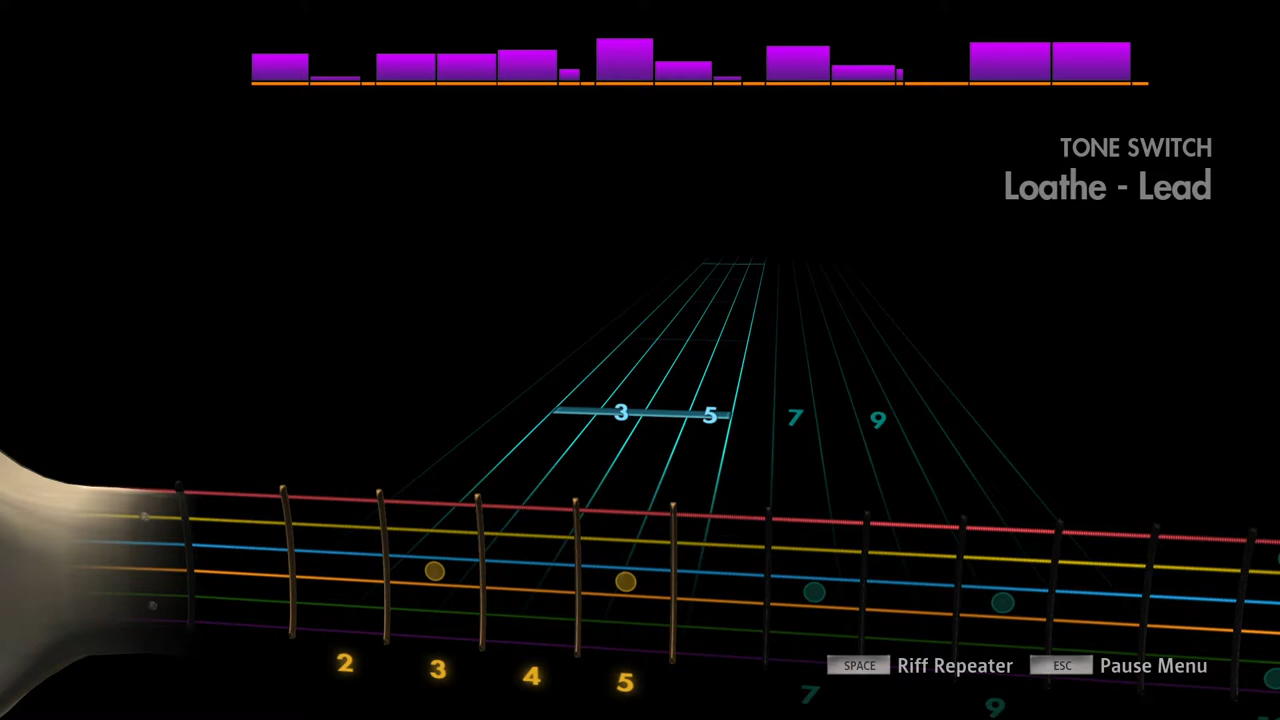 TONE SWITCH
Loathe - Lead
3 5 7 9
SPACE Riff Repeater ESC Pause Menu
2 3 4 5 7 9